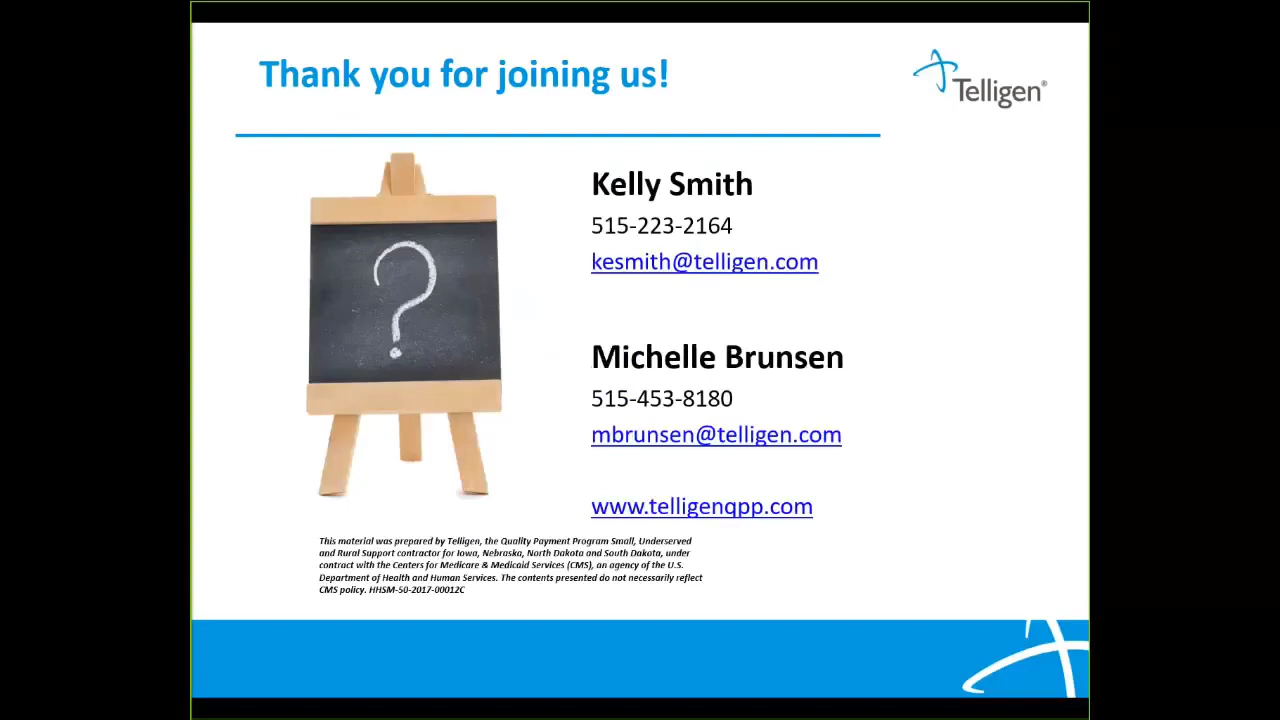 Thank you for joining us!
Telligen®
Kelly Smith
515-223-2164
kesmith@telligen.com
?
Michelle Brunsen
515-453-8180
mbrunsen@telligen.com
www.telligenqpp.com
This material was prepared by Telligen, the Quality Payment Program Small, Underserved
and Rural Support contractor for Iowa, Nebraska, North Dakota and South Dakota, under
contract with the Centers for Medicare & Medicaid Services (CMS), an agency of the U.S.
Department of Health and Human Services. The contents presented do not necessarily reflect
CMS policy. HHSM-50-2017-00012C